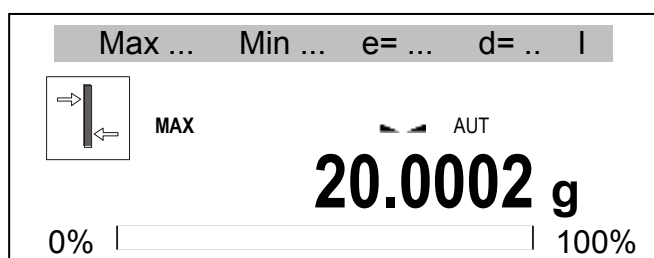 Max ... Min ... e= ... d= .. I
MAX AUT
20.0002 g
0% 100%